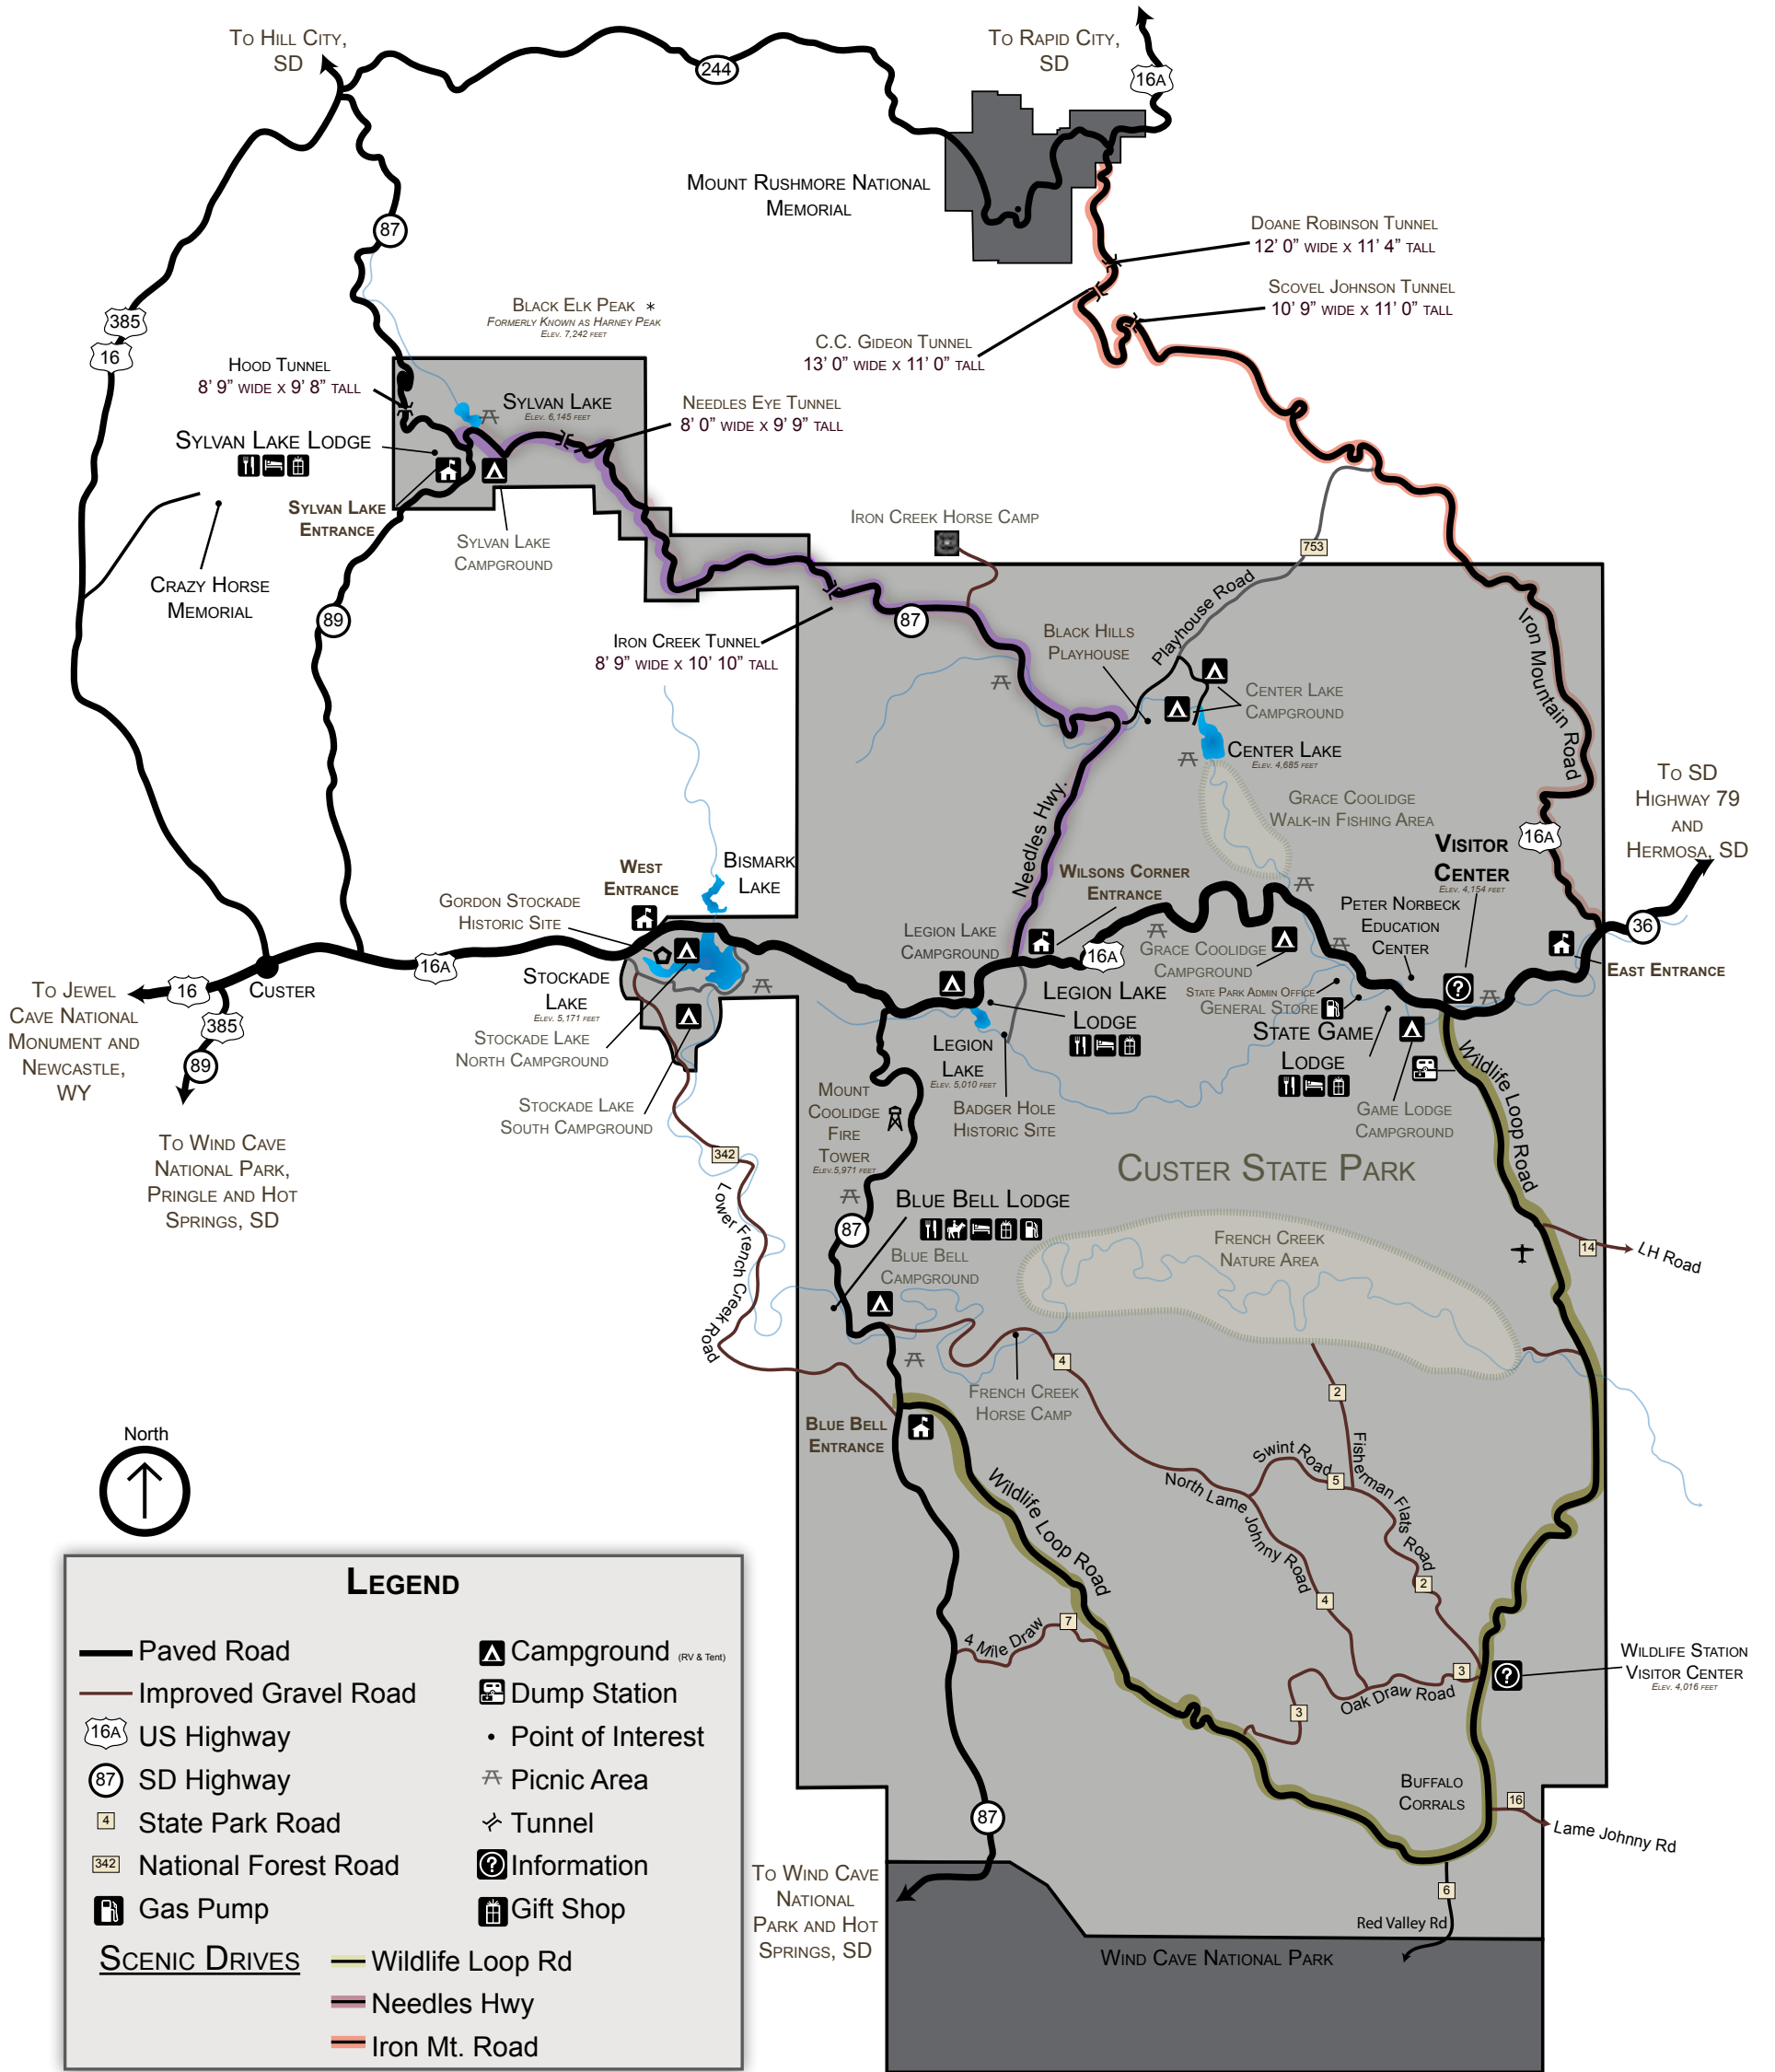 To Hill City,
SD
244
To Rapid City,
SD
16A
Mount Rushmore National
Memorial
87
Doane Robinson Tunnel
12' 0" wide x 11' 4" tall
Scovel Johnson Tunnel
10' 9" wide x 11' 0" tall
C.C. Gideon Tunnel
13' 0" wide x 11' 0" tall
Black Elk Peak *
Formerly Known as Harney Peak
Elev. 7,242 feet
385
16
Hood Tunnel
8' 9" wide x 9' 8" tall
Sylvan Lake
Elev. 6,145 feet
Needles Eye Tunnel
8' 0" wide x 9' 9" tall
Sylvan Lake Lodge
Sylvan Lake
Entrance
Sylvan Lake
Campground
Crazy Horse
Memorial
89
Iron Creek Horse Camp
753
Iron Creek Tunnel
8' 9" wide x 10' 10" tall
87
Black Hills
Playhouse
Playhouse Road
Center Lake
Campground
Center Lake
Elev. 4,685 feet
Iron Mountain Road
To SD
Highway 79
and
Hermosa, SD
Grace Coolidge
Walk-in Fishing Area
16A
Visitor
Center
Elev. 4,154 feet
Needles Hwy.
Wilsons Corner
Entrance
West
Entrance
Bismark
Lake
Gordon Stockade
Historic Site
Legion Lake
Campground
16A
Grace Coolidge
Campground
Peter Norbeck
Education
Center
36
East Entrance
16
Custer
16A
To Jewel
Cave National
Monument and
Newcastle,
WY
385
89
To Wind Cave
National Park,
Pringle and Hot
Springs, SD
Stockade
Lake
Elev. 5,171 feet
Stockade Lake
North Campground
Stockade Lake
South Campground
Legion Lake
Lodge
Legion
Lake
Elev. 5,010 feet
Badger Hole
Historic Site
State Park Admin Office
General Store
State Game
Lodge
Game Lodge
Campground
Wildlife Loop Road
Mount
Coolidge
Fire
Tower
Elev. 5,971 feet
342
Lower French Creek
Road
Custer State Park
Blue Bell Lodge
87
Blue Bell
Campground
French Creek
Nature Area
14
LH Road
4
French Creek
Horse Camp
Blue Bell
Entrance
2
Fisherman Flats Road
Swint Road
5
North Lame Johnny Road
4
2
North
Wildlife Loop Road
4 Mile Draw
7
3
Oak Draw Road
3
Wildlife Station
Visitor Center
Elev. 4,016 feet
Buffalo
Corrals
16
Lame Johnny Rd
87
To Wind Cave
National
Park and Hot
Springs, SD
6
Red Valley Rd
Wind Cave National Park
Legend
Paved Road
Improved Gravel Road
16A US Highway
87 SD Highway
4 State Park Road
342 National Forest Road
Gas Pump
Campground (RV & Tent)
Dump Station
Point of Interest
Picnic Area
Tunnel
? Information
Gift Shop
Scenic Drives
Wildlife Loop Rd
Needles Hwy
Iron Mt. Road